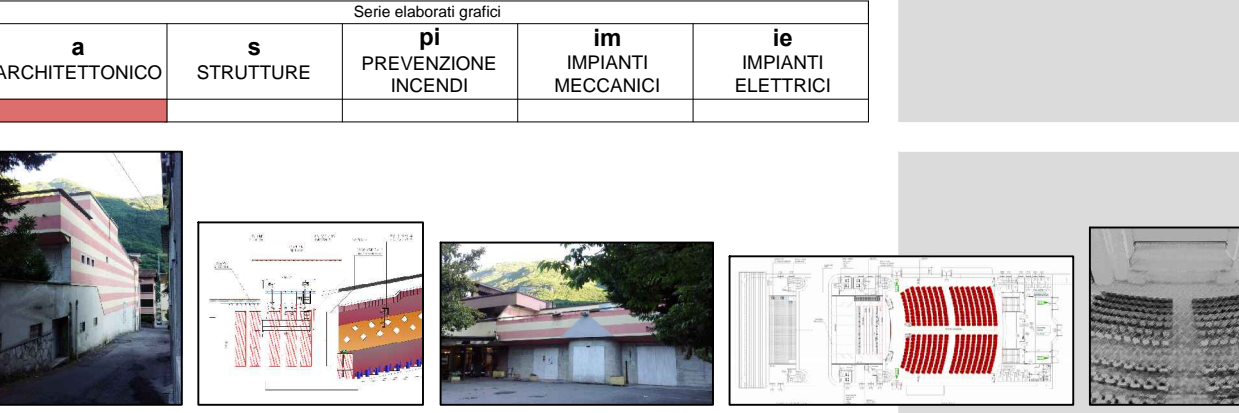 Serie elaborati grafici
a
ARCHITETTONICO
s
STRUTTURE
pi
PREVENZIONE
INCENDI
im
IMPIANTI
MECCANICI
ie
IMPIANTI
ELETTRICI